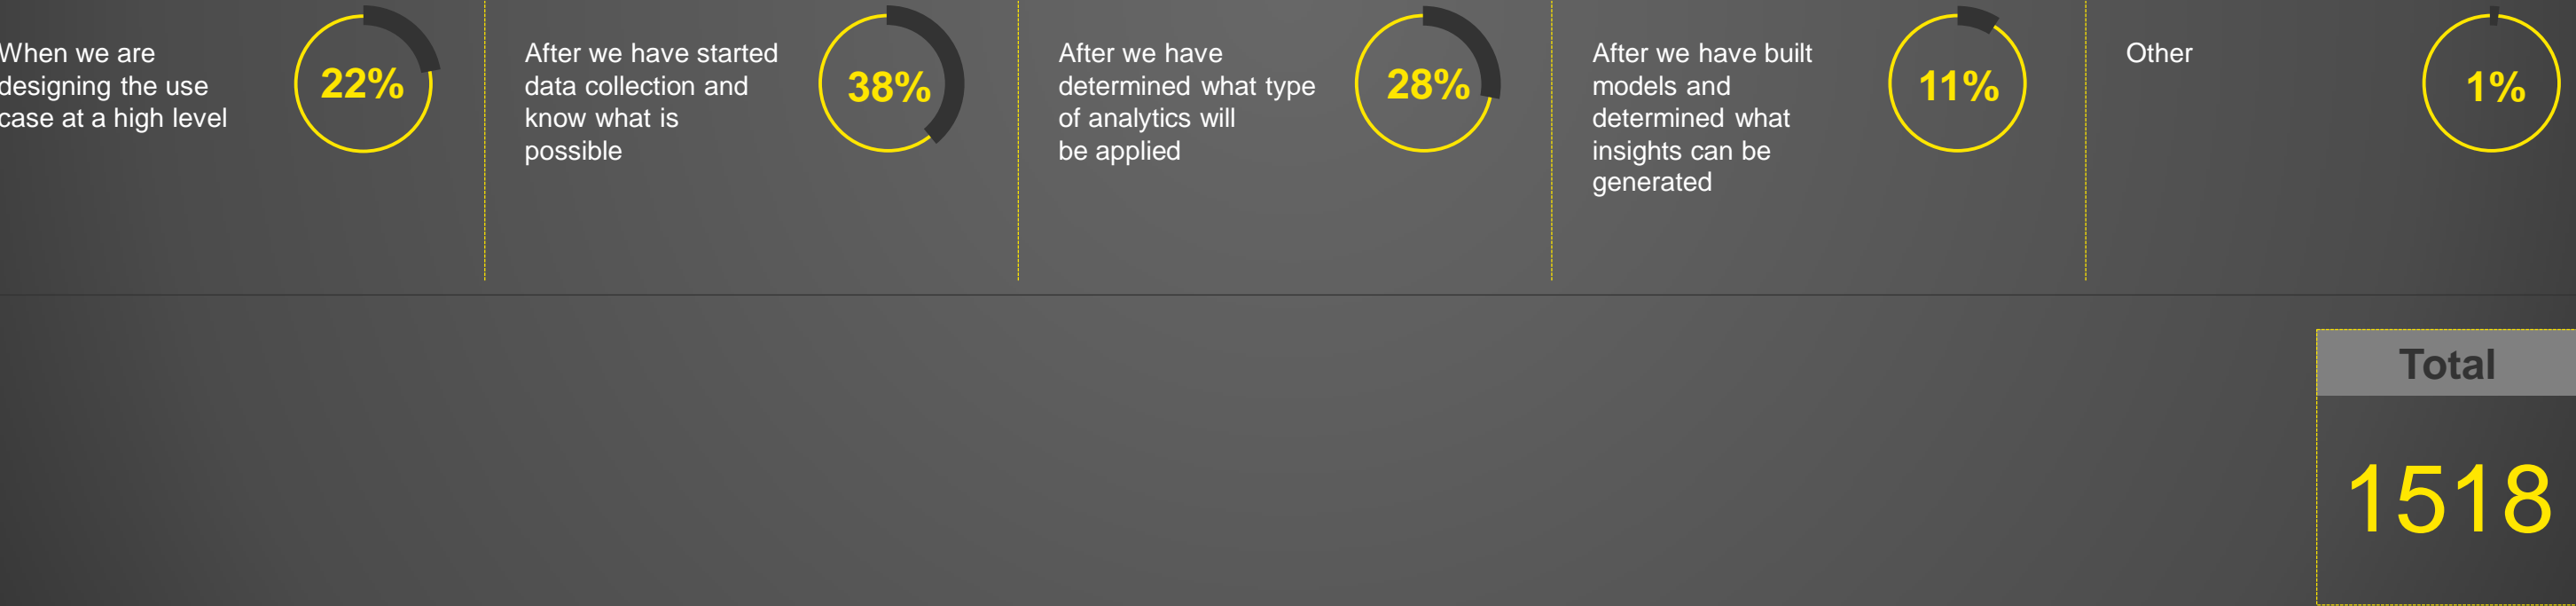 When we are
designing the use
case at a high level
22%
After we have started
data collection and
know what is
possible
38%
After we have
determined what type
of analytics will
be applied
28%
After we have built
models and
determined what
insights can be
generated
11%
Other
1%
Total
1518